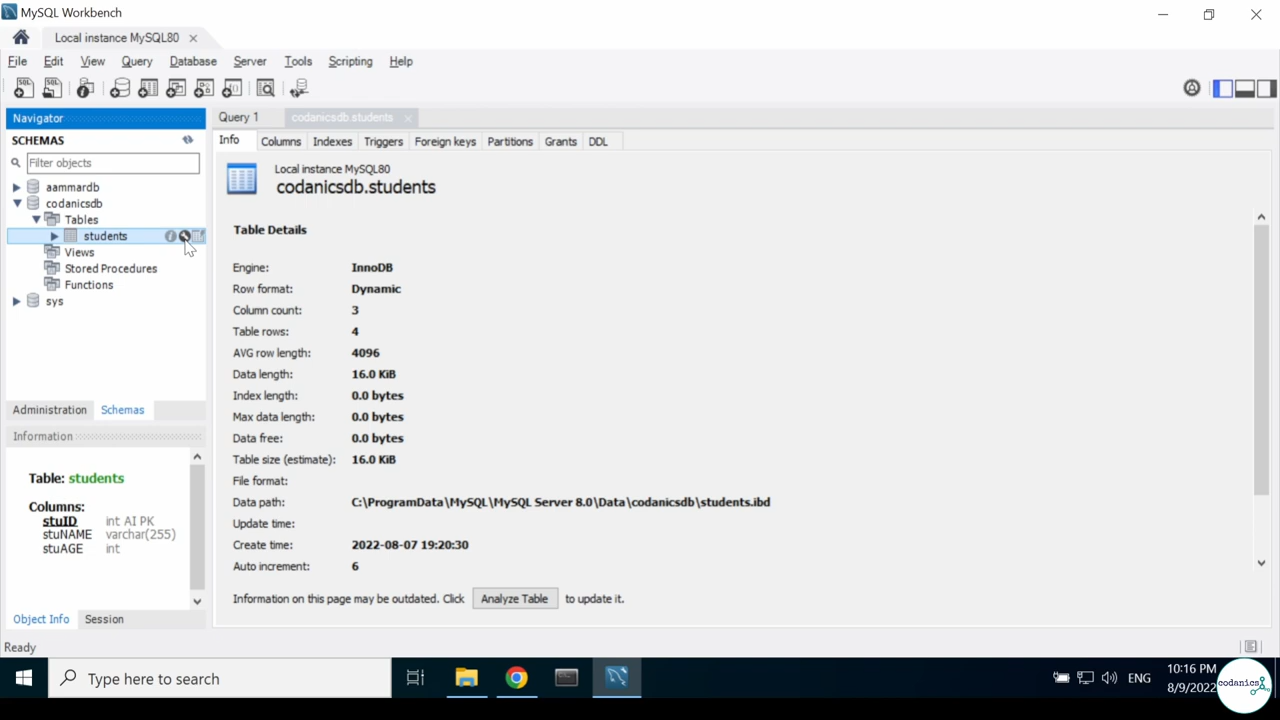 MySQL Workbench
Local instance MySQL80
File Edit View Query Database Server Tools Scripting Help
Navigator
SCHEMAS
Filter objects
aammardb
codanicsdb
Tables
students
Views
Stored Procedures
Functions
sys
Administration Schemas
Information
Table: students
Columns:
stuID int AI PK
stuNAME varchar(255)
stuAGE int
Object Info Session
Query 1 codanicsdb.students
Info Columns Indexes Triggers Foreign keys Partitions Grants DDL
Local instance MySQL80
codanicsdb.students
Table Details
Engine: InnoDB
Row format: Dynamic
Column count: 3
Table rows: 4
AVG row length: 4096
Data length: 16.0 KiB
Index length: 0.0 bytes
Max data length: 0.0 bytes
Data free: 0.0 bytes
Table size (estimate): 16.0 KiB
File format:
Data path: C:\ProgramData\MySQL\MySQL Server 8.0\Data\codanicsdb\students.ibd
Update time:
Create time: 2022-08-07 19:20:30
Auto increment: 6
Information on this page may be outdated. Click Analyze Table to update it.
Ready
Type here to search
ENG
10:16 PM
8/9/2022
codanics